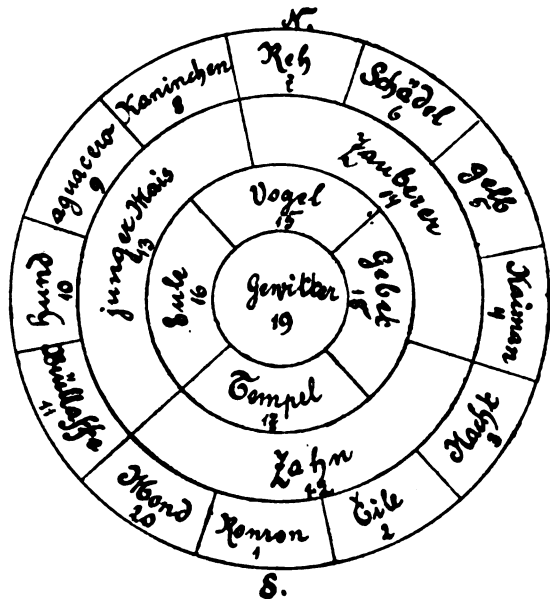 N.
Reh
7
Schädel
6
gelb
5
Kaiman
4
Nacht
3
Eile
2
Ronron
1
Mond
20
Brüllaffe
11
Hund
10
aguacero
9
Kaninchen
8
Zauberer
14
junger Mais
13
Zahn
12
Vogel
15
Gebet
18
Tempel
17
Eule
16
Gewitter
19
S.